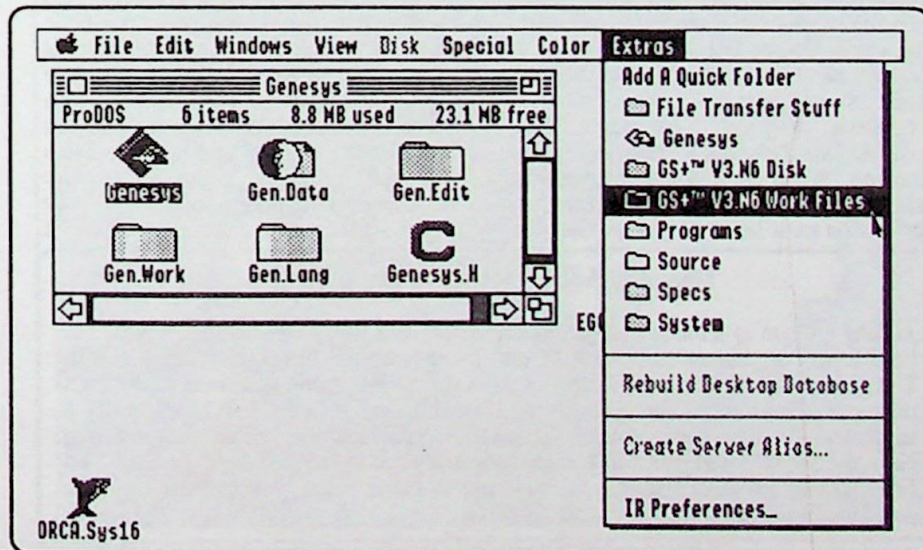 File Edit Windows View Disk Special Color Extras
Genesys
ProDOS 6 items 8.8 MB used 23.1 MB free
Genesys Gen.Data Gen.Edit
Gen.Work Gen.Lang Genesys.H
Add A Quick Folder
File Transfer Stuff
Genesys
GS+™ V3.N6 Disk
GS+™ V3.N6 Work Files
Programs
Source
Specs
System
Rebuild Desktop Database
Create Server Alias...
IR Preferences...
ORCA.Sys16